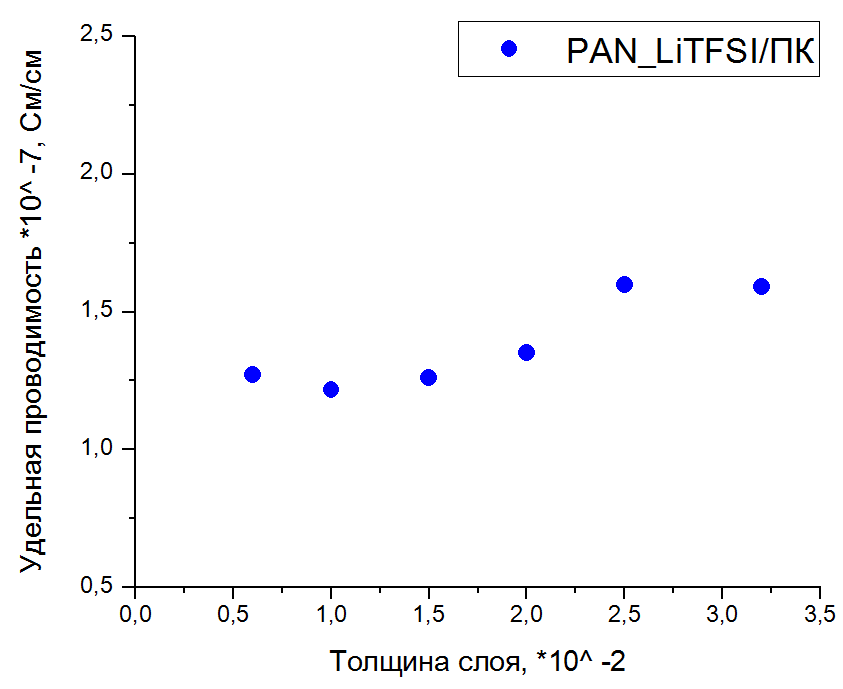 PAN_LiTFSI/ПК
Удельная проводимость *10^ -7, См/см
2,5
2,0
1,5
1,0
0,5
0,0 0,5 1,0 1,5 2,0 2,5 3,0 3,5
Толщина слоя, *10^ -2